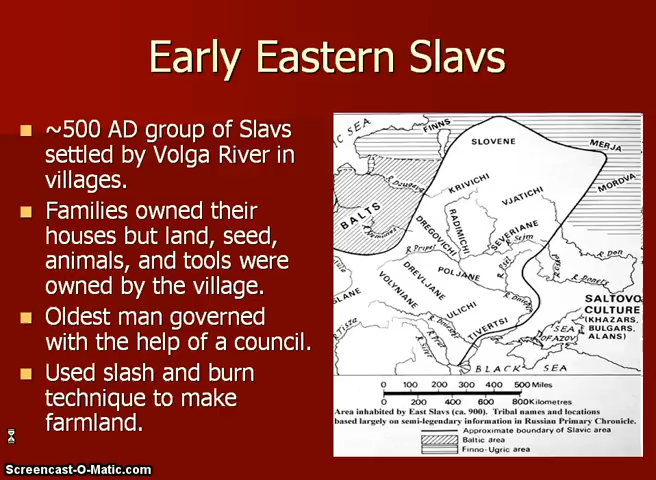 Early Eastern Slavs
~500 AD group of Slavs
settled by Volga River in
villages.
Families owned their
houses but land, seed,
animals, and tools were
owned by the village.
Oldest man governed
with the help of a council.
Used slash and burn
technique to make
farmland.
FINNS
SLOVENE
MERJA
MORDVA
KRIVICHI
VJATICHI
BALTS
DREGOVICHI
RADIMICHI
SEVERIANE
R. Seim
R. Pripet
R. Don
DREVLJANE
POLJANE
R. Donets
VOLYNIANE
ULICHI
SALTOVO
CULTURE
(KHAZARS,
BULGARS,
ALANS)
TIVERTSI
SEA
OF AZOV
BLACK SEA
0 100 200 300 400 500 Miles
0 200 400 600 800 Kilometres
Area inhabited by East Slavs (ca. 900). Tribal names and locations
based largely on semi-legendary information in Russian Primary Chronicle.
Approximate boundary of Slavic area
Baltic area
Finno-Ugric area
Screencast-O-Matic.com